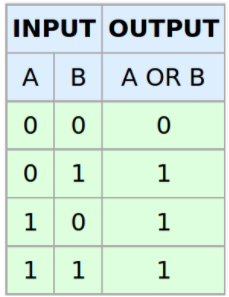 INPUT OUTPUT
A B A OR B
0 0 0
0 1 1
1 0 1
1 1 1